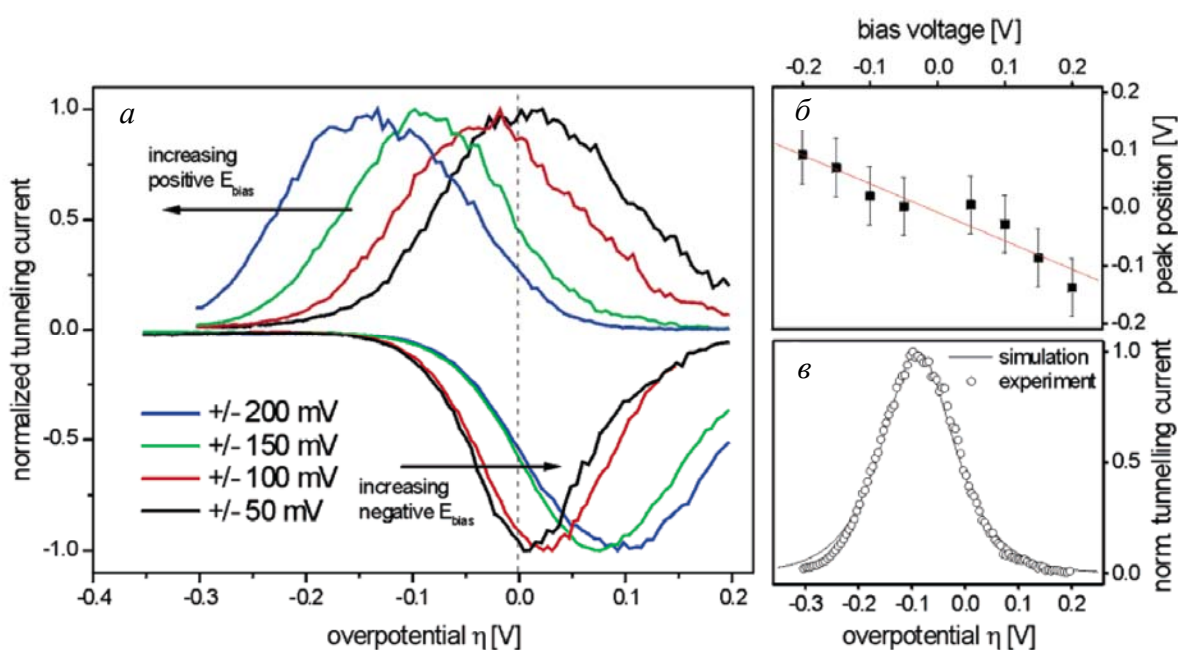 а
increasing
positive E_bias
+/- 200 mV
+/- 150 mV
+/- 100 mV
+/- 50 mV
increasing
negative E_bias
1.0
0.5
0.0
-0.5
-1.0
normalized tunneling current
-0.4 -0.3 -0.2 -0.1 0.0 0.1 0.2
overpotential η [V]
bias voltage [V]
-0.2 -0.1 0.0 0.1 0.2
б
0.2
0.1
0.0
-0.1
-0.2
peak position [V]
в
simulation
experiment
1.0
0.5
0.0
norm. tunnelling current
-0.3 -0.2 -0.1 0.0 0.1 0.2
overpotential η [V]